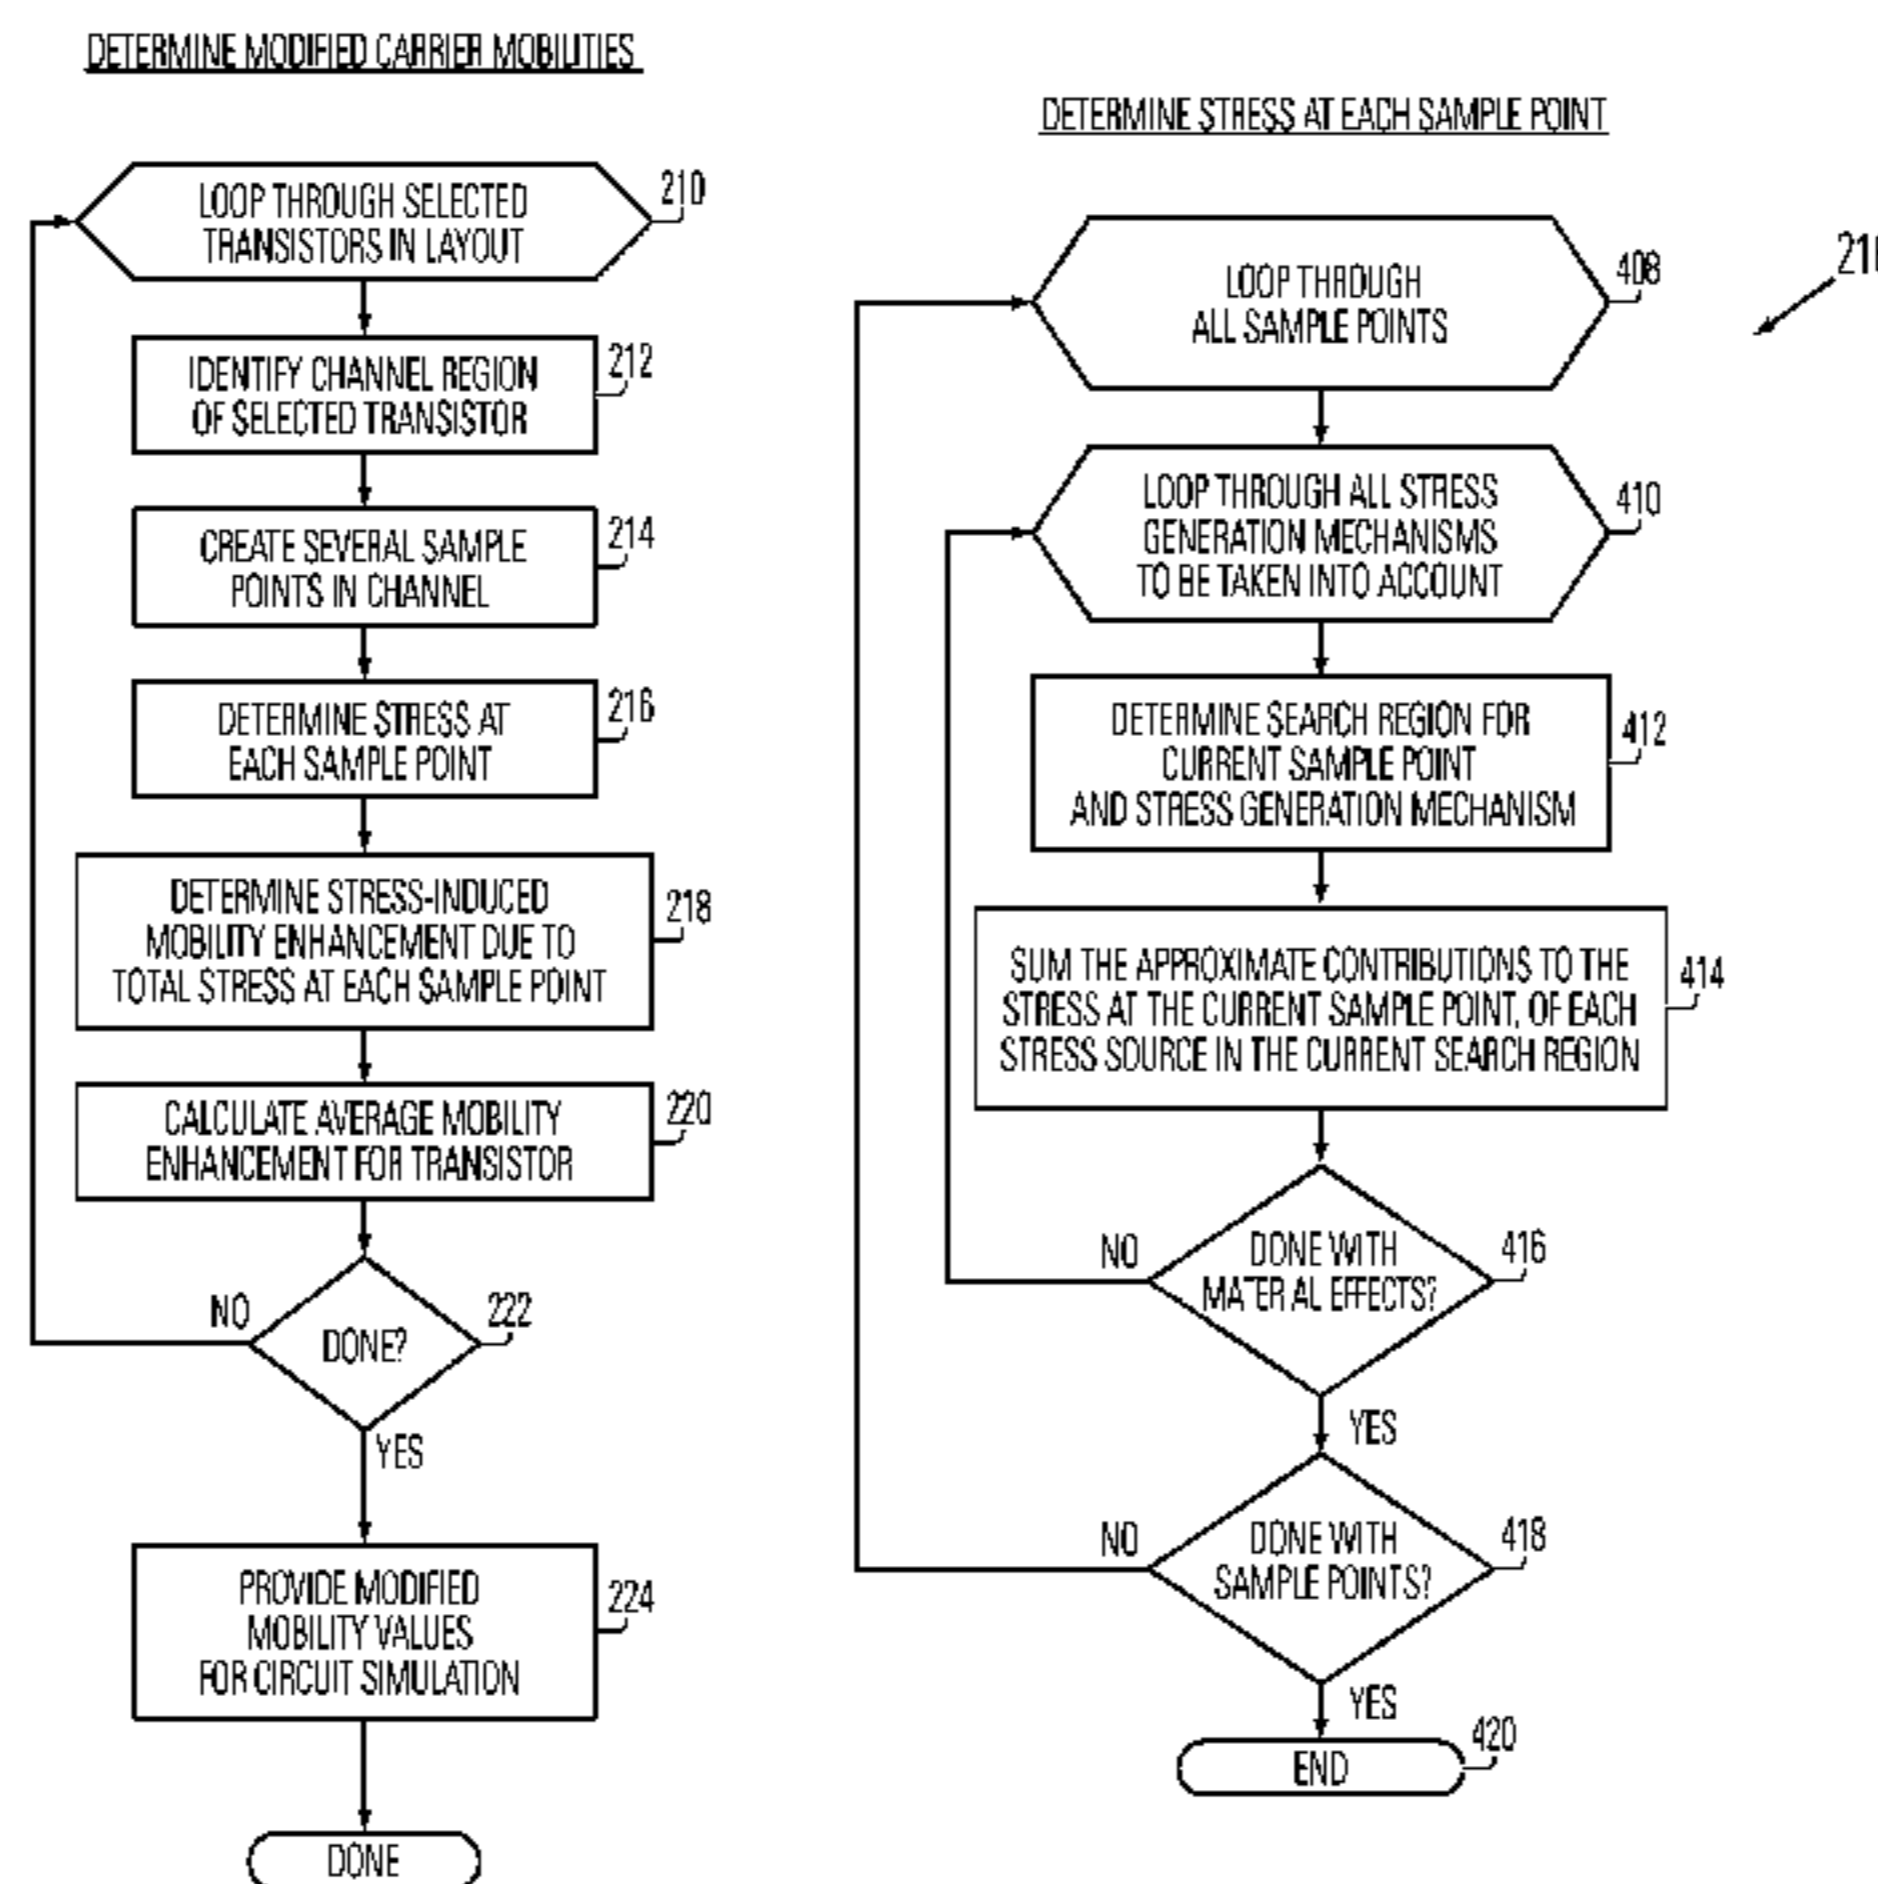 DETERMINE MODIFIED CARRIER MOBILITIES
LOOP THROUGH SELECTED
TRANSISTORS IN LAYOUT
210
IDENTIFY CHANNEL REGION
OF SELECTED TRANSISTOR
212
CREATE SEVERAL SAMPLE
POINTS IN CHANNEL
214
DETERMINE STRESS AT
EACH SAMPLE POINT
216
DETERMINE STRESS-INDUCED
MOBILITY ENHANCEMENT DUE TO
TOTAL STRESS AT EACH SAMPLE POINT
218
CALCULATE AVERAGE MOBILITY
ENHANCEMENT FOR TRANSISTOR
220
NO
DONE?
222
YES
PROVIDE MODIFIED
MOBILITY VALUES
FOR CIRCUIT SIMULATION
224
DONE
DETERMINE STRESS AT EACH SAMPLE POINT
LOOP THROUGH
ALL SAMPLE POINTS
408
LOOP THROUGH ALL STRESS
GENERATION MECHANISMS
TO BE TAKEN INTO ACCOUNT
410
DETERMINE SEARCH REGION FOR
CURRENT SAMPLE POINT
AND STRESS GENERATION MECHANISM
412
SUM THE APPROXIMATE CONTRIBUTIONS TO THE
STRESS AT THE CURRENT SAMPLE POINT, OF EACH
STRESS SOURCE IN THE CURRENT SEARCH REGION
414
NO
DONE WITH
MATERIAL EFFECTS?
416
YES
NO
DONE WITH
SAMPLE POINTS?
418
YES
END
420